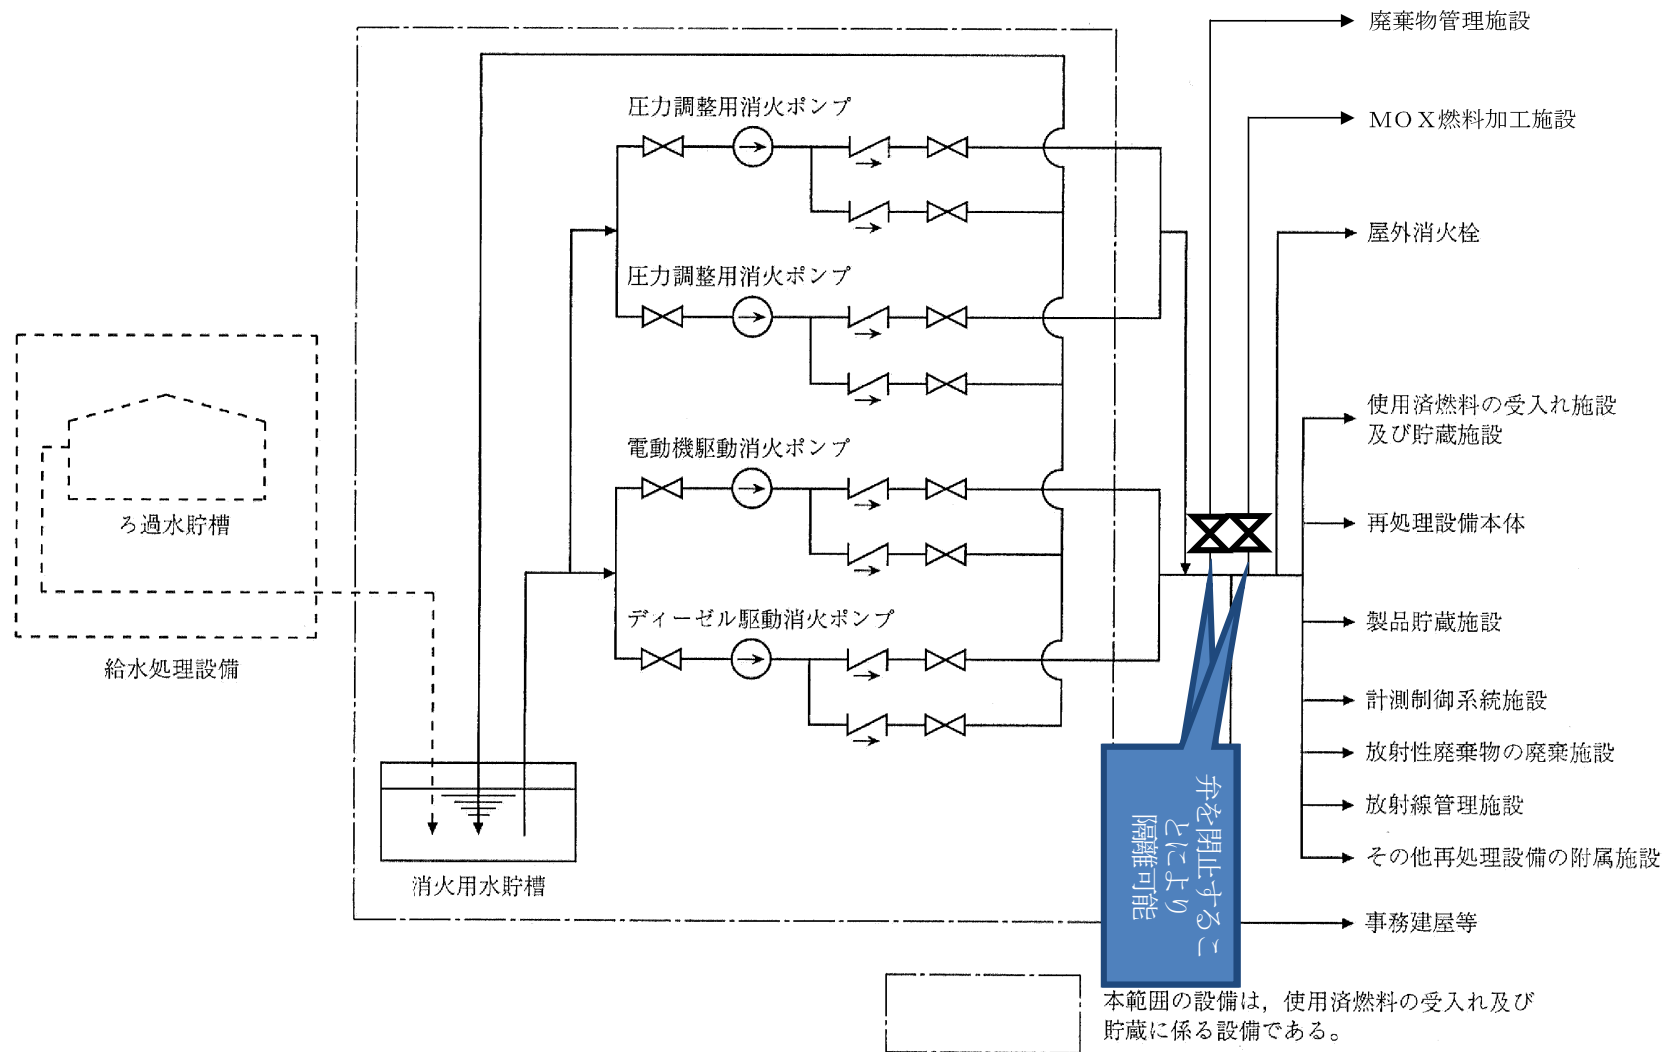 廃棄物管理施設
ＭＯＸ燃料加工施設
屋外消火栓
使用済燃料の受入れ施設
及び貯蔵施設
再処理設備本体
製品貯蔵施設
計測制御系統施設
放射性廃棄物の廃棄施設
放射線管理施設
その他再処理設備の附属施設
事務建屋等
圧力調整用消火ポンプ
圧力調整用消火ポンプ
電動機駆動消火ポンプ
ディーゼル駆動消火ポンプ
ろ過水貯槽
給水処理設備
消火用水貯槽
弁を閉止するこ
とにより
隔離可能
本範囲の設備は，使用済燃料の受入れ及び
貯蔵に係る設備である。